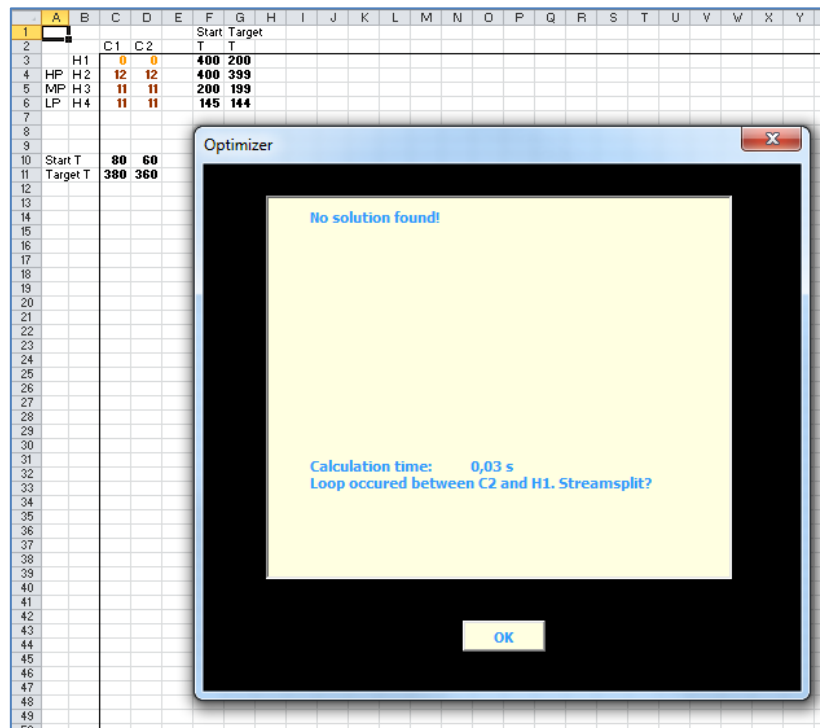 A B C D E F G H I J K L M N O P Q R S T U V W X Y
1 Start Target
2 C1 C2 T T
3 H1 0 0 400 200
4 HP H2 12 12 400 399
5 MP H3 11 11 200 199
6 LP H4 11 11 145 144
7
8
9
10 Start T 80 60
11 Target T 380 360
12
13
14
15
16
17
18
19
20
21
22
23
24
25
26
27
28
29
30
31
32
33
34
35
36
37
38
39
40
41
42
43
44
45
46
47
48
49
Optimizer
No solution found!
Calculation time: 0,03 s
Loop occured between C2 and H1. Streamsplit?
OK